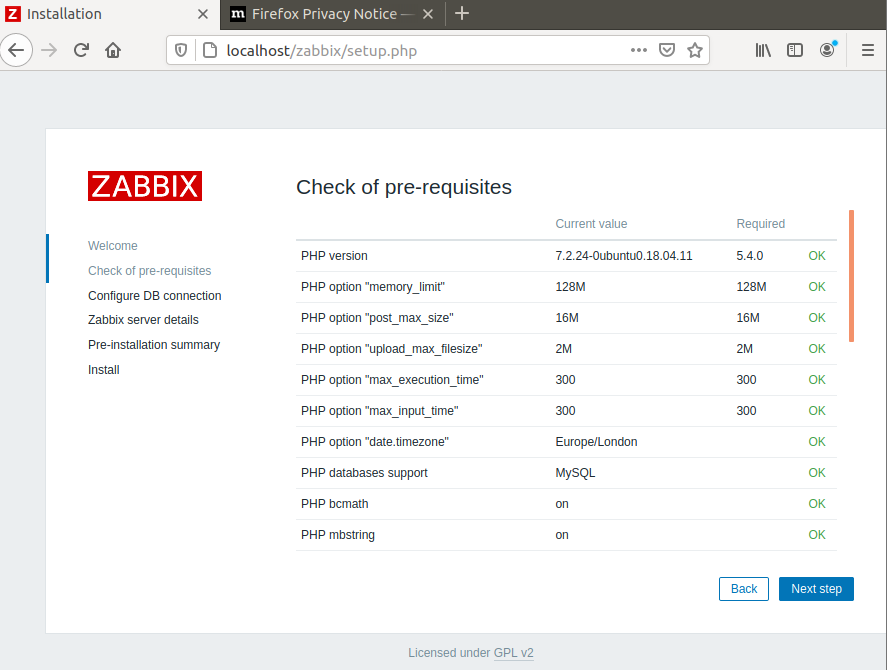 Installation
Firefox Privacy Notice —
localhost/zabbix/setup.php
ZABBIX
Welcome
Check of pre-requisites
Configure DB connection
Zabbix server details
Pre-installation summary
Install
Check of pre-requisites
Current value Required
PHP version 7.2.24-0ubuntu0.18.04.11 5.4.0 OK
PHP option "memory_limit" 128M 128M OK
PHP option "post_max_size" 16M 16M OK
PHP option "upload_max_filesize" 2M 2M OK
PHP option "max_execution_time" 300 300 OK
PHP option "max_input_time" 300 300 OK
PHP option "date.timezone" Europe/London OK
PHP databases support MySQL OK
PHP bcmath on OK
PHP mbstring on OK
Back Next step
Licensed under GPL v2